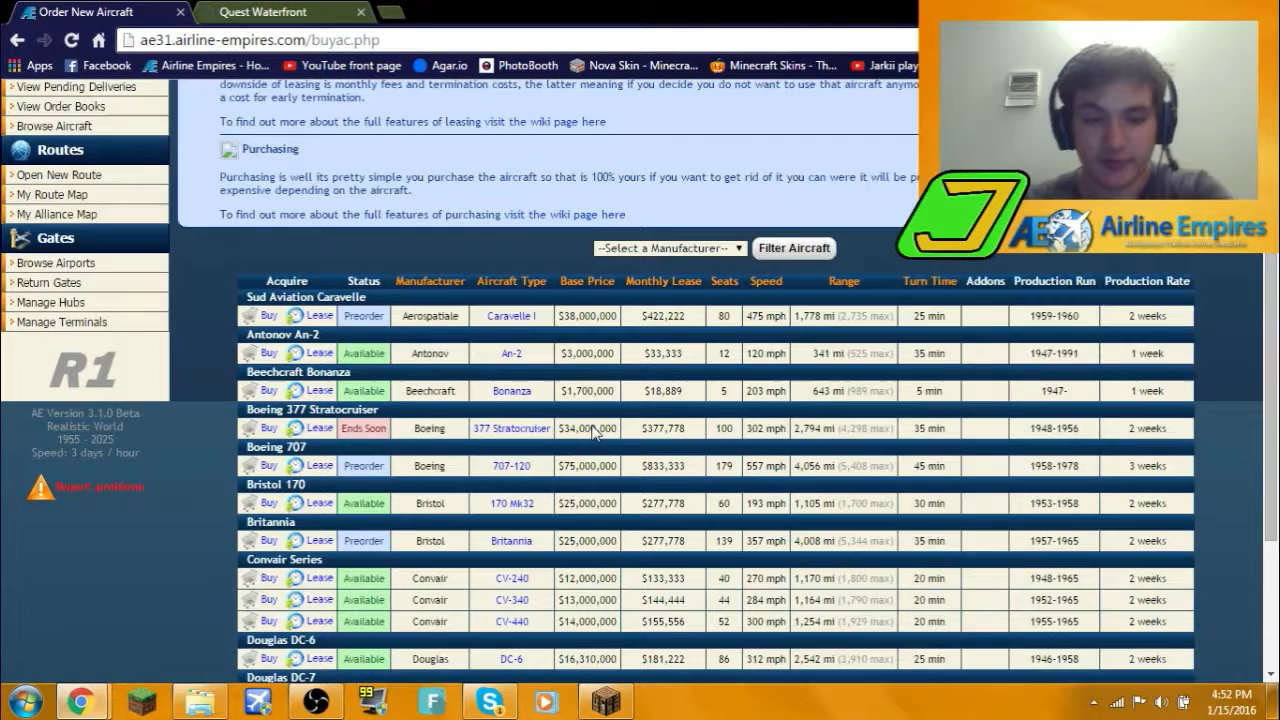 Order New Aircraft
Quest Waterfront
ae31.airline-empires.com/buyac.php
Apps Facebook Airline Empires - Ho... YouTube front page Agar.io PhotoBooth Nova Skin - Minecra... Minecraft Skins - Th... Jarkii play
View Pending Deliveries
View Order Books
Browse Aircraft
Routes
Open New Route
My Route Map
My Alliance Map
Gates
Browse Airports
Return Gates
Manage Hubs
Manage Terminals
R1
AE Version 3.1.0 Beta
Realistic World
1955 - 2025
Speed: 3 days / hour
Report problems
downside of leasing is monthly fees and termination costs, the latter meaning if you decide you do not want to use that aircraft anymo
a cost for early termination.
To find out more about the full features of leasing visit the wiki page here
Purchasing
Purchasing is well its pretty simple you purchase the aircraft so that is 100% yours if you want to get rid of it you can were it will be pu
expensive depending on the aircraft.
To find out more about the full features of purchasing visit the wiki page here
J AE Airline Empires
--Select a Manufacturer-- Filter Aircraft
Acquire Status Manufacturer Aircraft Type Base Price Monthly Lease Seats Speed Range Turn Time Addons Production Run Production Rate
Sud Aviation Caravelle
Buy Lease Preorder Aerospatiale Caravelle I $38,000,000 $422,222 80 475 mph 1,778 mi (2,735 max) 25 min 1959-1960 2 weeks
Antonov An-2
Buy Lease Available Antonov An-2 $3,000,000 $33,333 12 120 mph 341 mi (525 max) 35 min 1947-1991 1 week
Beechcraft Bonanza
Buy Lease Available Beechcraft Bonanza $1,700,000 $18,889 5 203 mph 643 mi (989 max) 5 min 1947- 1 week
Boeing 377 Stratocruiser
Buy Lease Ends Soon Boeing 377 Stratocruiser $34,000,000 $377,778 100 302 mph 2,794 mi (4,298 max) 35 min 1948-1956 2 weeks
Boeing 707
Buy Lease Preorder Boeing 707-120 $75,000,000 $833,333 179 557 mph 4,056 mi (5,408 max) 45 min 1958-1978 3 weeks
Bristol 170
Buy Lease Available Bristol 170 Mk32 $25,000,000 $277,778 60 193 mph 1,105 mi (1,700 max) 30 min 1953-1958 2 weeks
Britannia
Buy Lease Preorder Bristol Britannia $25,000,000 $277,778 139 357 mph 4,008 mi (5,344 max) 35 min 1957-1965 2 weeks
Convair Series
Buy Lease Available Convair CV-240 $12,000,000 $133,333 40 270 mph 1,170 mi (1,800 max) 20 min 1948-1965 2 weeks
Buy Lease Available Convair CV-340 $13,000,000 $144,444 44 284 mph 1,164 mi (1,790 max) 20 min 1952-1965 2 weeks
Buy Lease Available Convair CV-440 $14,000,000 $155,556 52 300 mph 1,254 mi (1,929 max) 20 min 1955-1965 2 weeks
Douglas DC-6
Buy Lease Available Douglas DC-6 $16,310,000 $181,222 86 312 mph 2,542 mi (3,910 max) 25 min 1946-1958 2 weeks
Douglas DC-7
99
4:52 PM
1/15/2016